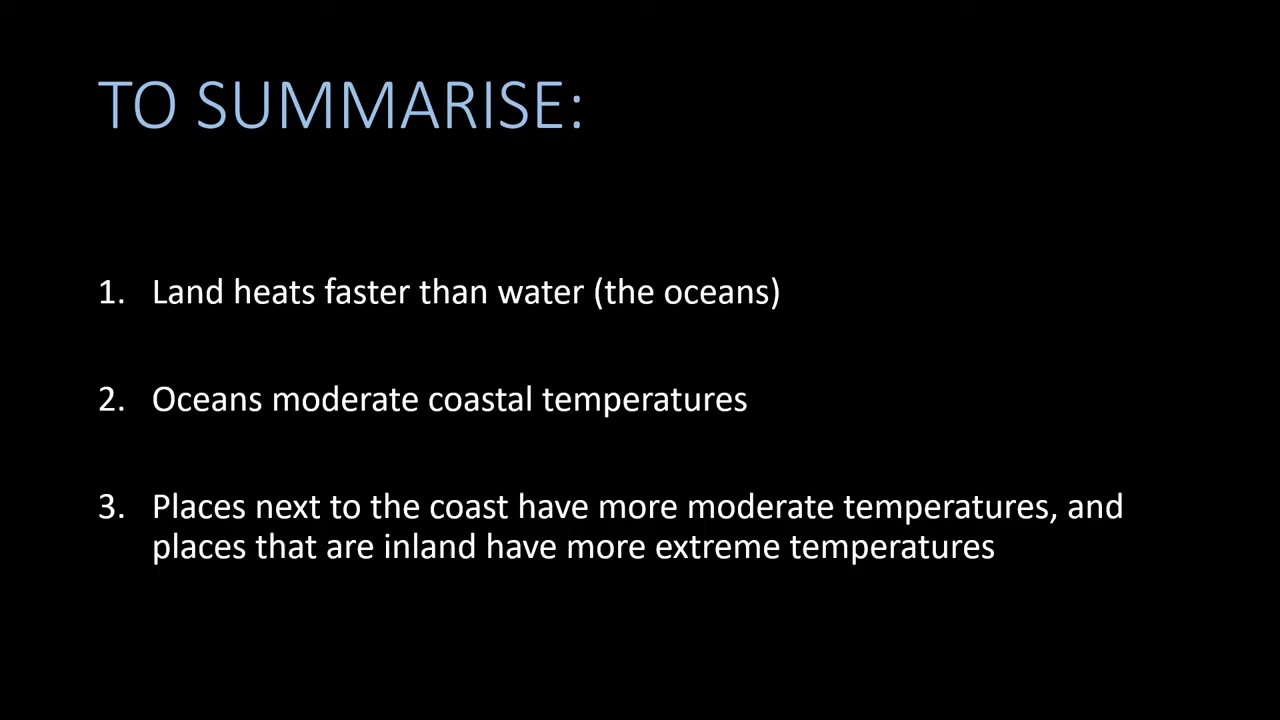 TO SUMMARISE:
1. Land heats faster than water (the oceans)
2. Oceans moderate coastal temperatures
3. Places next to the coast have more moderate temperatures, and
places that are inland have more extreme temperatures